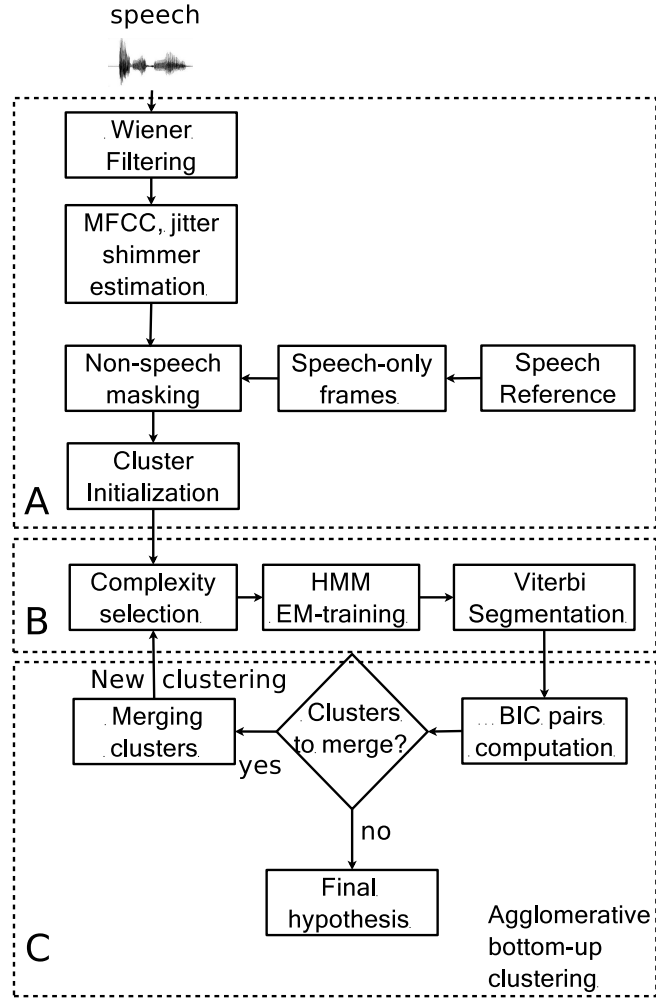 speech
Wiener
Filtering
MFCC, jitter
shimmer
estimation
Non-speech
masking
Speech-only
frames
Speech
Reference
Cluster
Initialization
A
Complexity
selection
HMM
EM-training
Viterbi
Segmentation
B
New clustering
Merging
clusters
yes
Clusters
to merge?
BIC pairs
computation
no
Final
hypothesis
Agglomerative
bottom-up
clustering
C